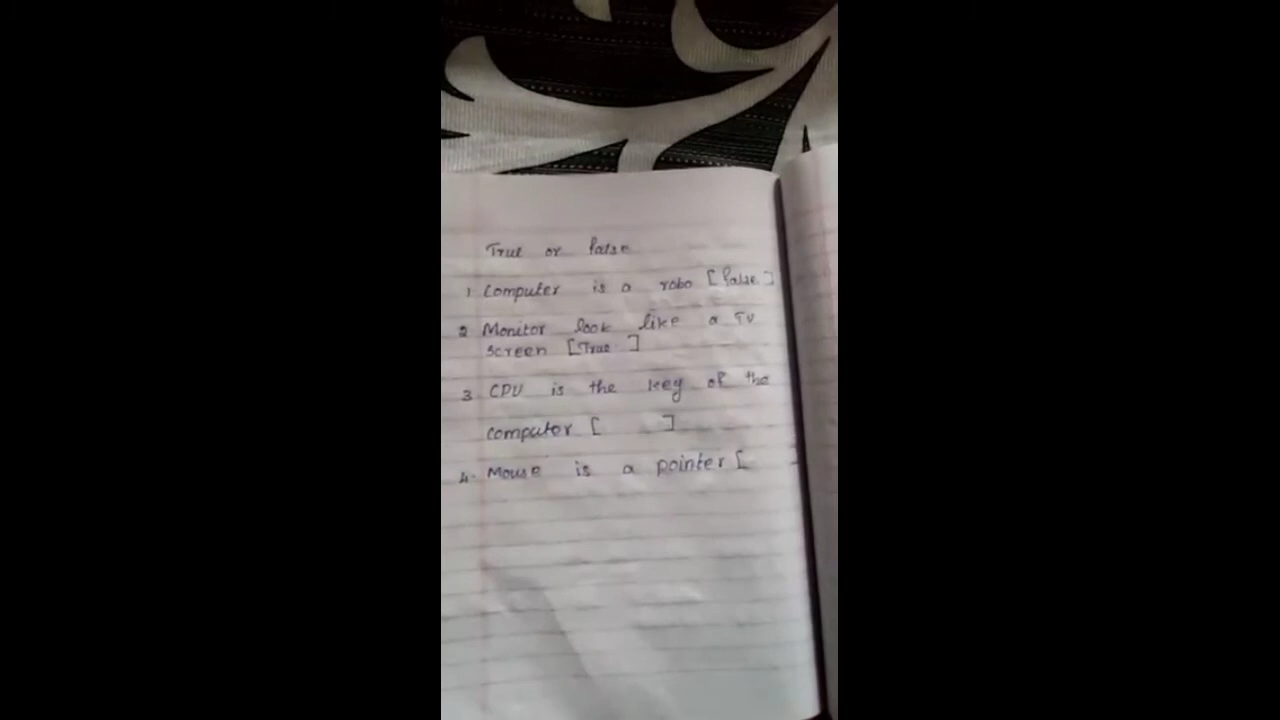 True or false
1 Computer is a robo [false]
2 Monitor look like a TV
screen [True]
3 CPU is the key of the
computer [ ]
4. Mouse is a pointer [